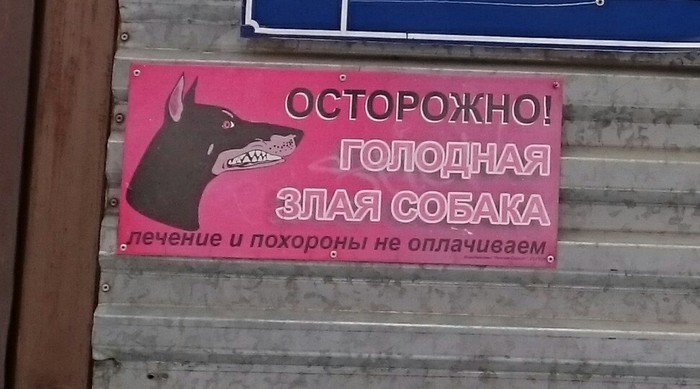 ОСТОРОЖНО!
ГОЛОДНАЯ
ЗЛАЯ СОБАКА
лечение и похороны не оплачиваем